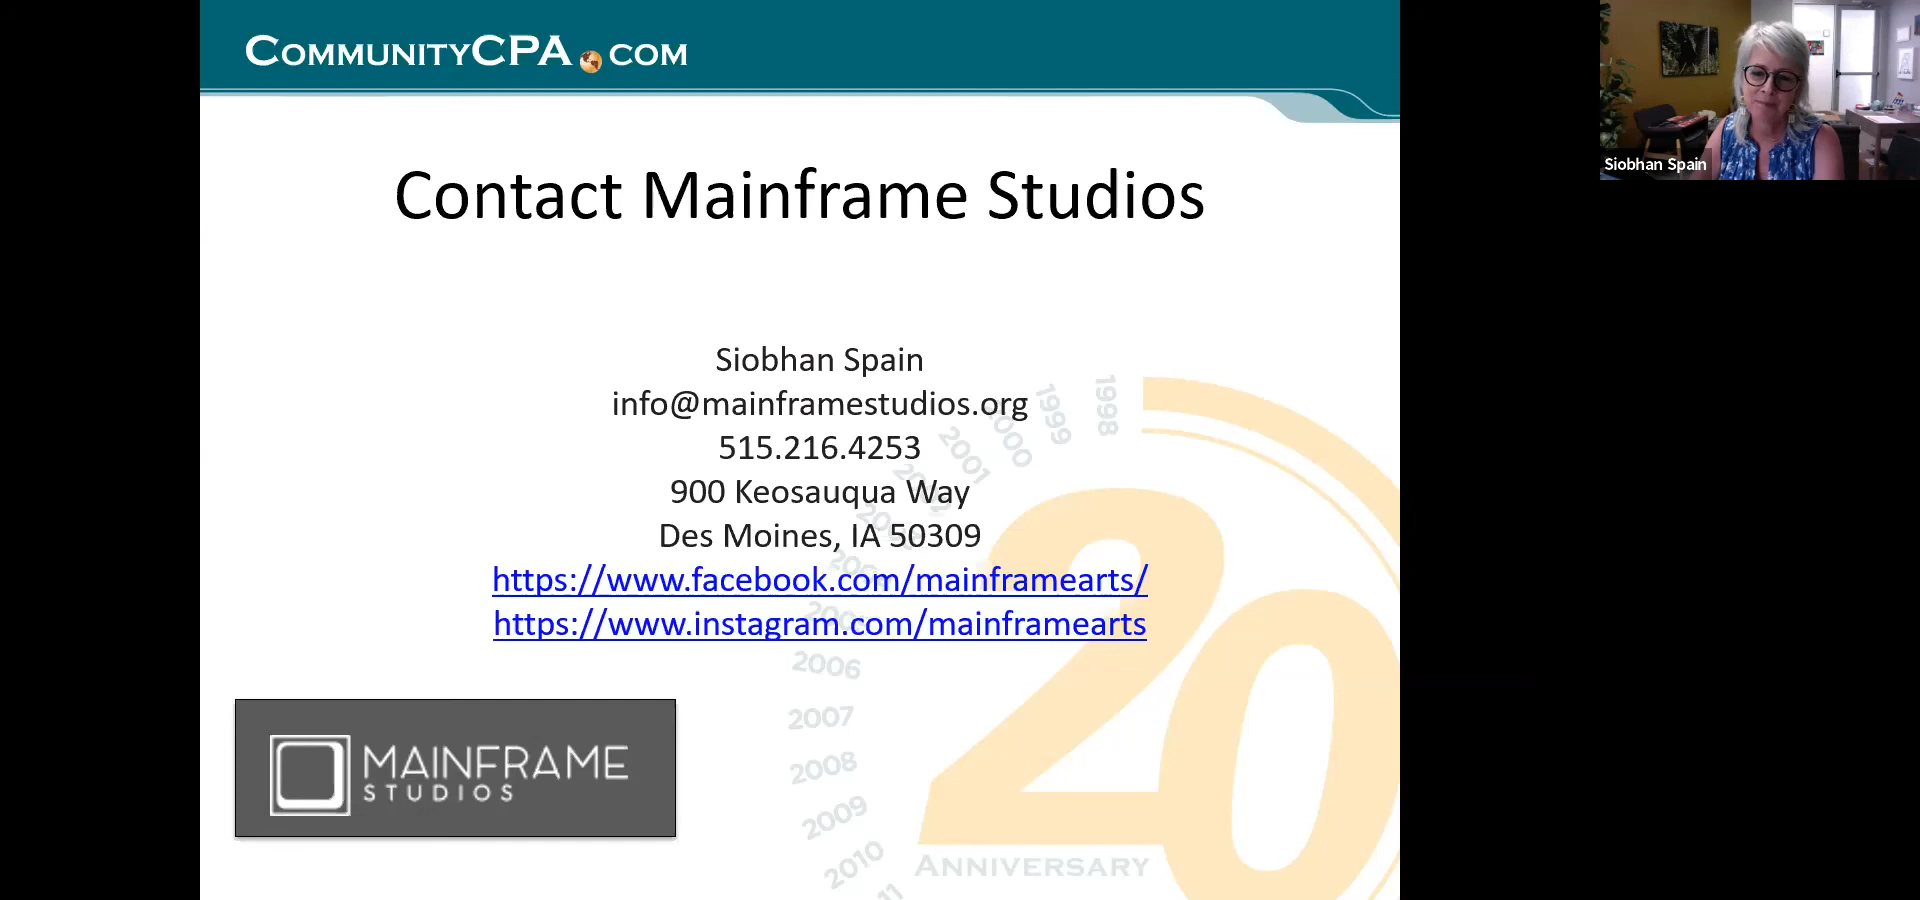 COMMUNITYCPA.COM
Siobhan Spain
Contact Mainframe Studios
Siobhan Spain
info@mainframestudios.org
515.216.4253
900 Keosauqua Way
Des Moines, IA 50309
https://www.facebook.com/mainframearts/
https://www.instagram.com/mainframearts
1998
1999
2000
2001
2002
2006
2007
2008
2009
2010
11
20
ANNIVERSARY
MAINFRAME
STUDIOS